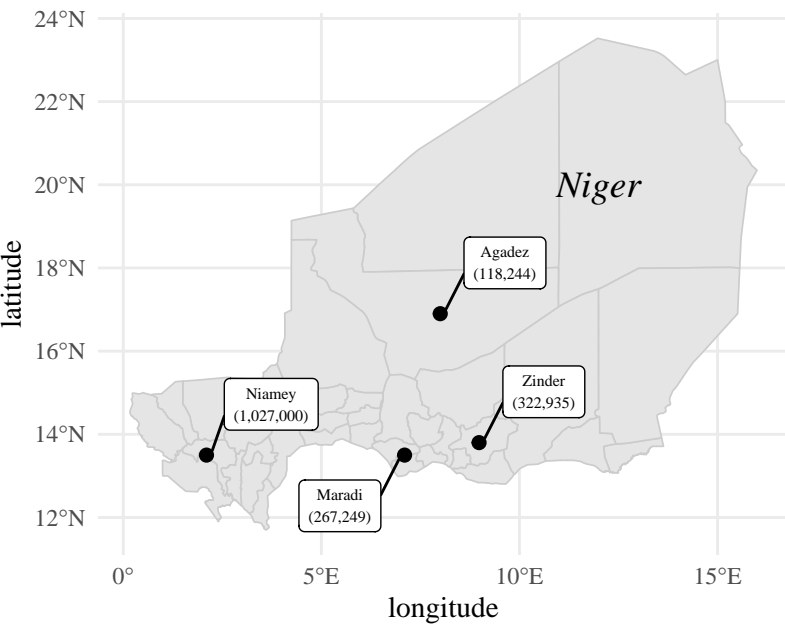 24°N
22°N
20°N
18°N
16°N
14°N
12°N
latitude
Niger
Agadez
(118,244)
Zinder
(322,935)
Niamey
(1,027,000)
Maradi
(267,249)
0°
5°E
10°E
15°E
longitude